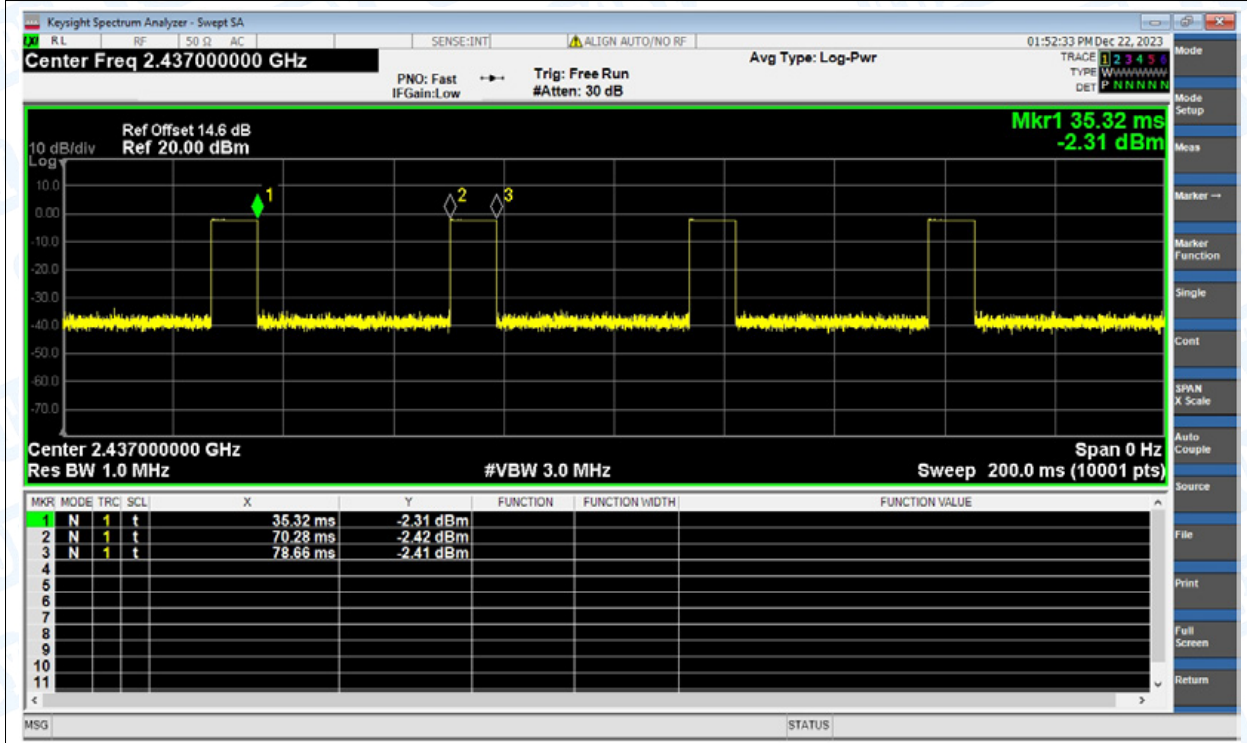 Keysight Spectrum Analyzer - Swept SA
RL RF 50 Ω AC SENSE:INT ALIGN AUTO/NO RF 01:52:33 PM Dec 22, 2023
Center Freq 2.437000000 GHz
PNO: Fast
IFGain:Low
Trig: Free Run
#Atten: 30 dB
Avg Type: Log-Pwr
TRACE 1 2 3 4 5 6
TYPE WWWWWW
DET P N N N N N
Ref Offset 14.6 dB
10 dB/div Ref 20.00 dBm
Log
Mkr1 35.32 ms
-2.31 dBm
10.0
0.00
-10.0
-20.0
-30.0
-40.0
-50.0
-60.0
-70.0
1
2
3
Center 2.437000000 GHz Span 0 Hz
Res BW 1.0 MHz #VBW 3.0 MHz Sweep 200.0 ms (10001 pts)
MKR MODE TRC SCL X Y FUNCTION FUNCTION WIDTH FUNCTION VALUE
1 N 1 t 35.32 ms -2.31 dBm
2 N 1 t 70.28 ms -2.42 dBm
3 N 1 t 78.66 ms -2.41 dBm
4
5
6
7
8
9
10
11
MSG STATUS
Mode
Mode
Setup
Meas
Marker →
Marker
Function
Single
Cont
SPAN
X Scale
Auto
Couple
Source
File
Print
Full
Screen
Return